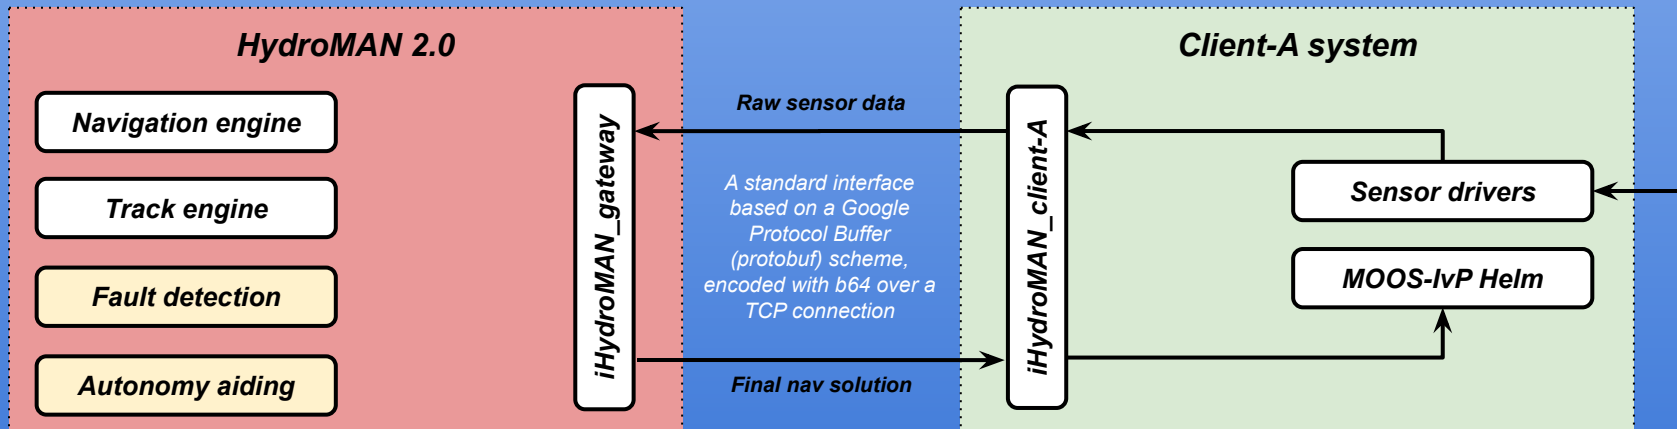 HydroMAN 2.0
Navigation engine
Track engine
Fault detection
Autonomy aiding
iHydroMAN_gateway
Raw sensor data
A standard interface
based on a Google
Protocol Buffer
(protobuf) scheme,
encoded with b64 over a
TCP connection
Final nav solution
Client-A system
iHydroMAN_client-A
Sensor drivers
MOOS-IvP Helm